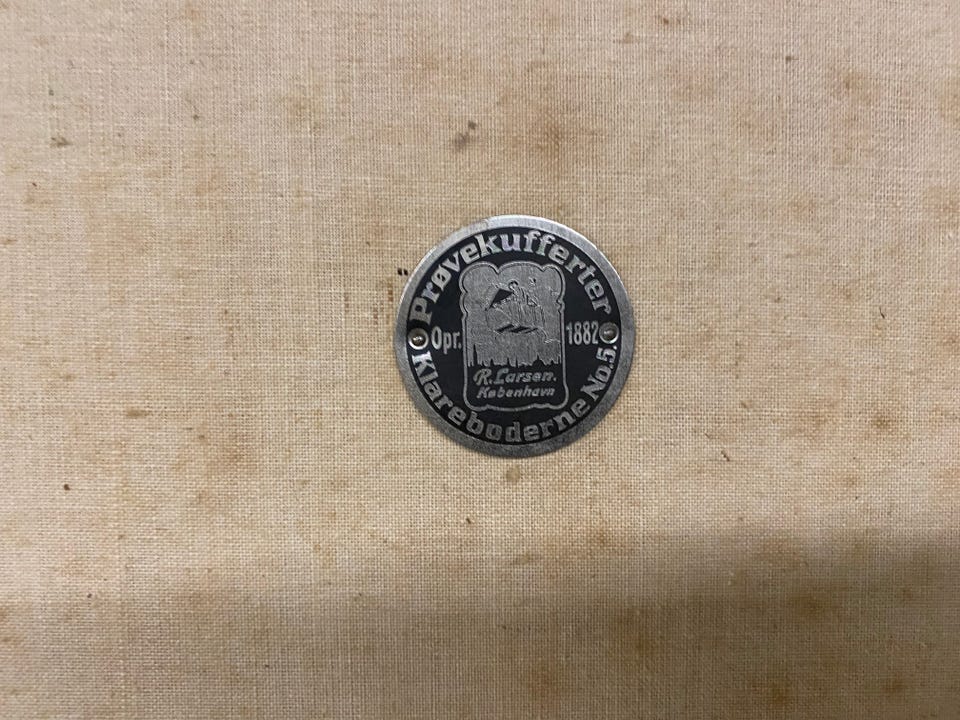 Prøvekufferter
Opr. 1882
R. Larsen.
København
Klareboderne No. 5.